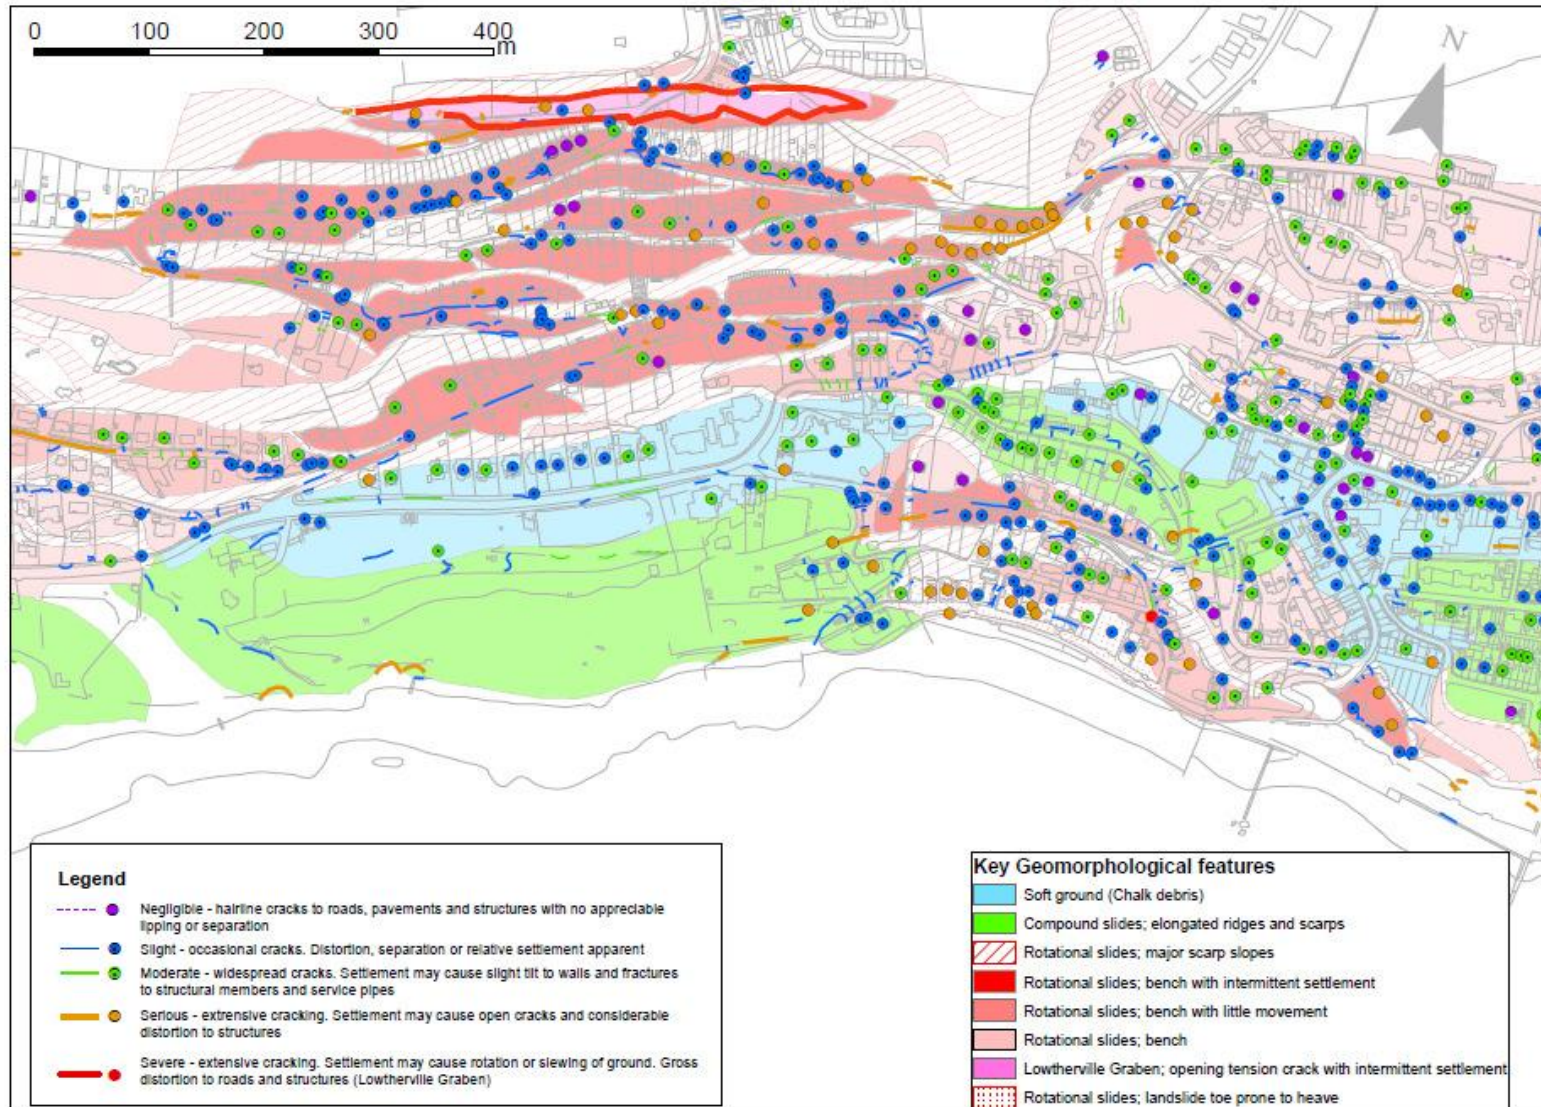 0 100 200 300 400
m
N
Legend
Negligible - hairline cracks to roads, pavements and structures with no appreciable
lipping or separation
Slight - occasional cracks. Distortion, separation or relative settlement apparent
Moderate - widespread cracks. Settlement may cause slight tilt to walls and fractures
to structural members and service pipes
Serious - extensive cracking. Settlement may cause open cracks and considerable
distortion to structures
Severe - extensive cracking. Settlement may cause rotation or slewing of ground. Gross
distortion to roads and structures (Lowtherville Graben)
Key Geomorphological features
Soft ground (Chalk debris)
Compound slides; elongated ridges and scarps
Rotational slides; major scarp slopes
Rotational slides; bench with intermittent settlement
Rotational slides; bench with little movement
Rotational slides; bench
Lowtherville Graben; opening tension crack with intermittent settlement
Rotational slides; landslide toe prone to heave